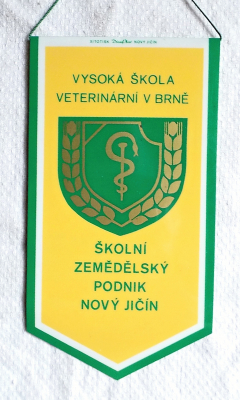 VYSOKÁ ŠKOLA
VETERINÁRNÍ V BRNĚ
ŠKOLNÍ
ZEMĚDĚLSKÝ
PODNIK
NOVÝ JIČÍN